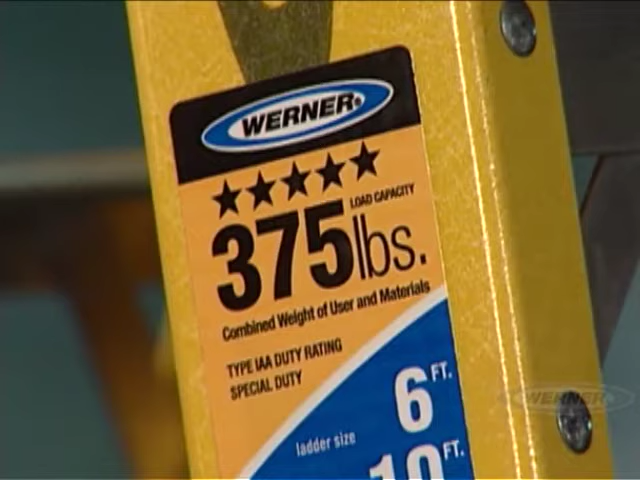 WERNER®
LOAD CAPACITY
375lbs.
Combined Weight of User and Materials
TYPE IAA DUTY RATING
SPECIAL DUTY
6 FT.
ladder size
10 FT.
WERNER